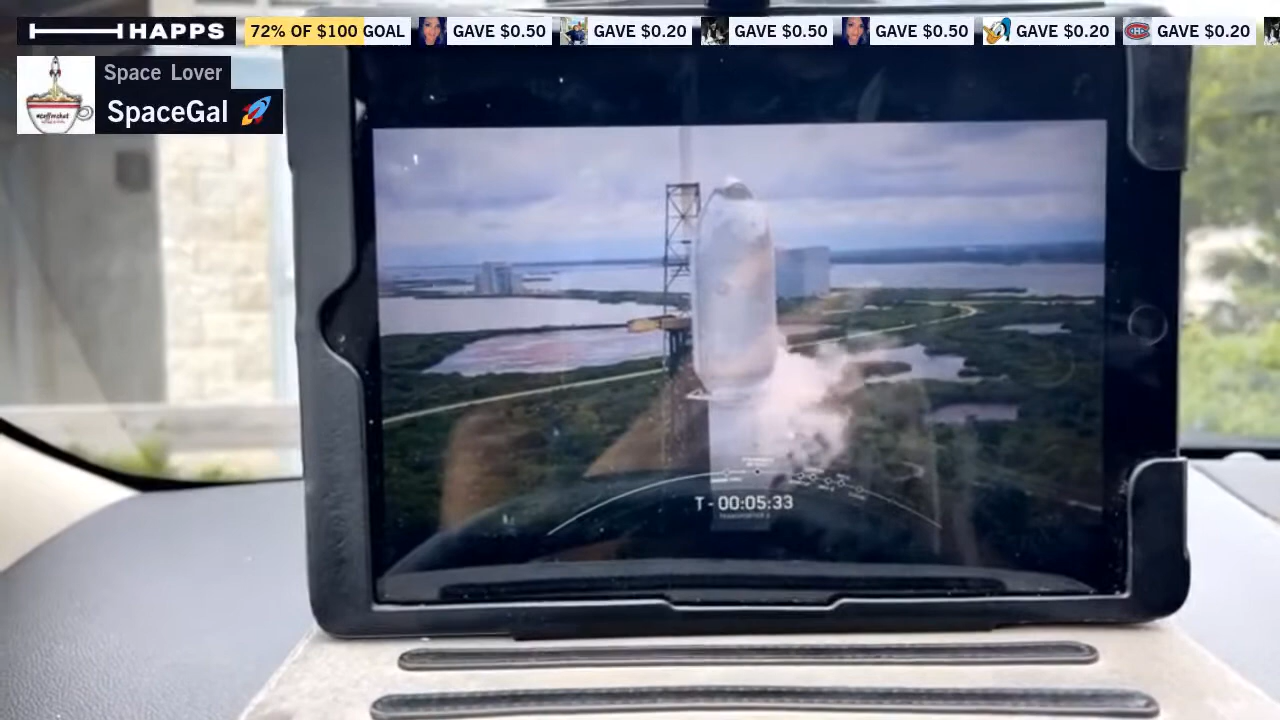 HAPPS
72% OF $100 GOAL GAVE $0.50 GAVE $0.20 GAVE $0.50 GAVE $0.50 GAVE $0.20 GAVE $0.20
Space Lover
SpaceGal
#coffeechat
T - 00:05:33